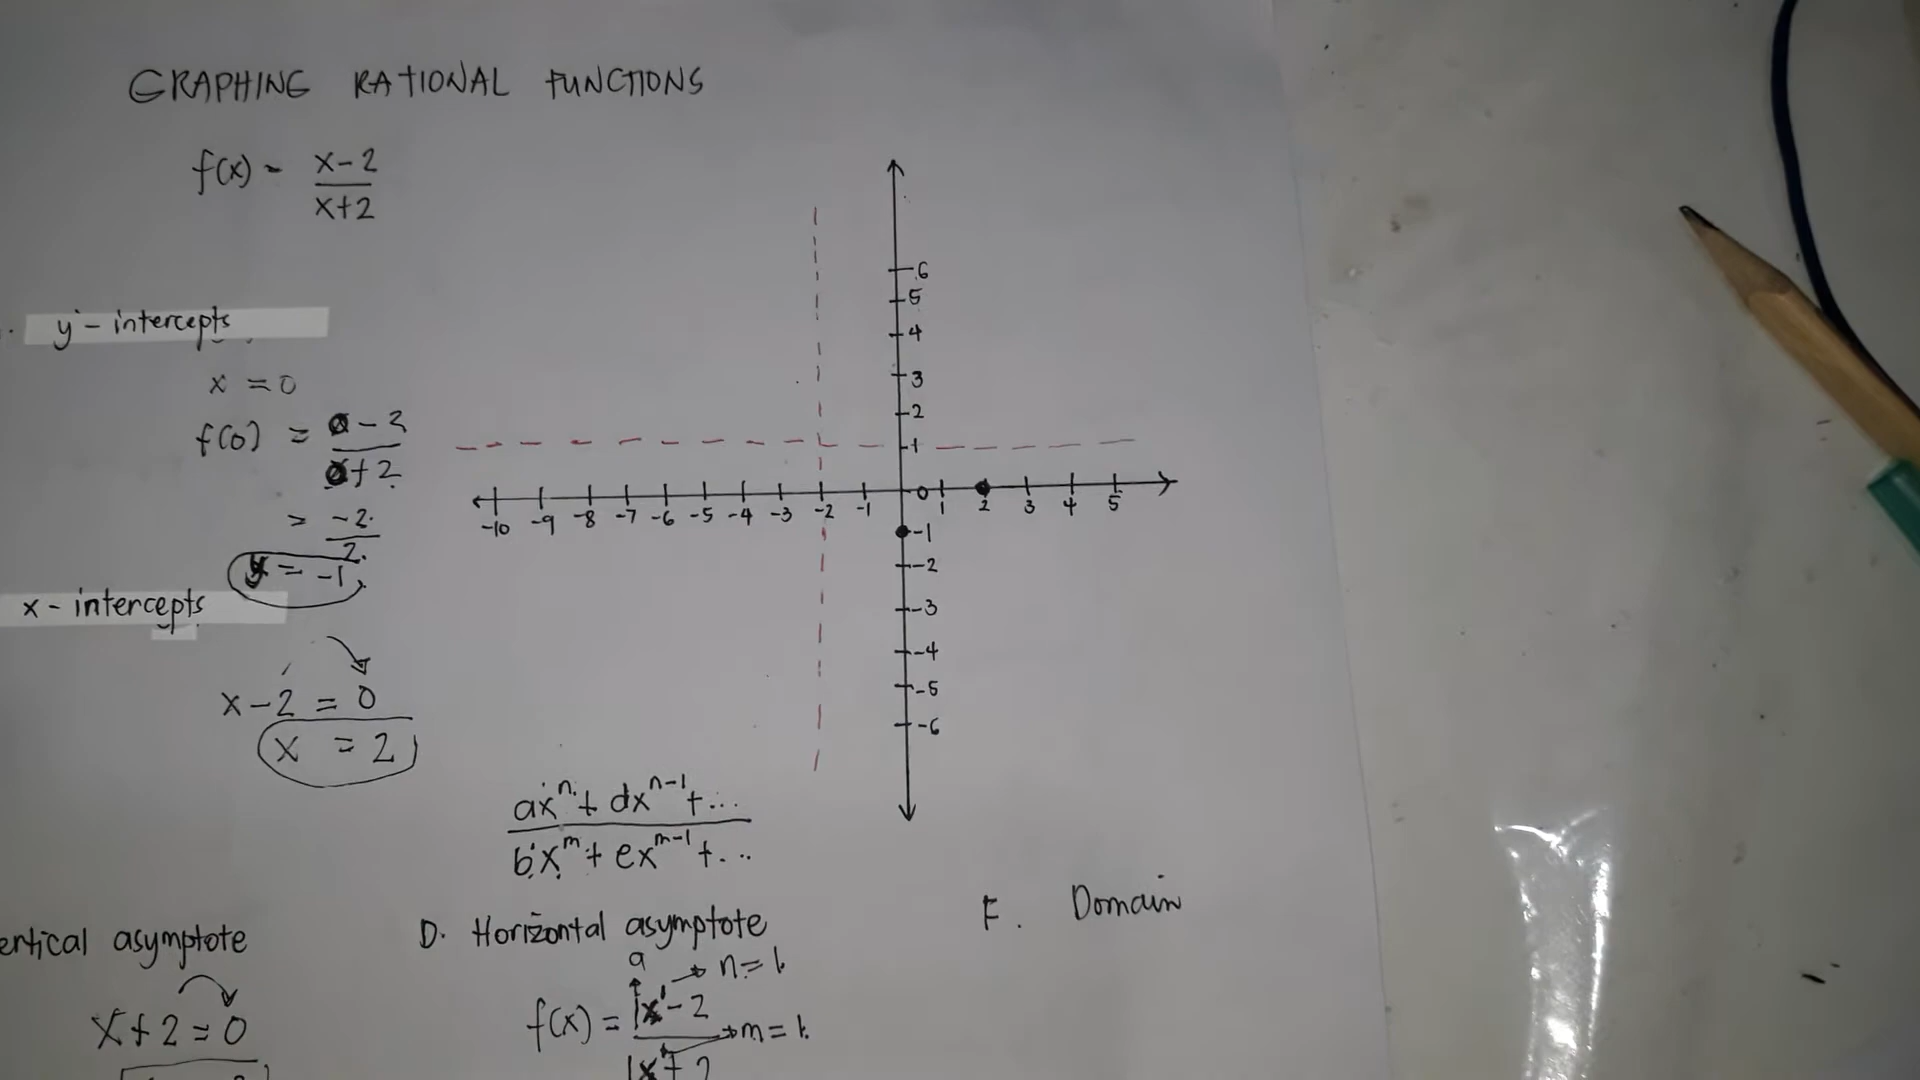 GRAPHING RATIONAL FUNCTIONS
f(x) = x-2
x+2
y - intercepts
x = 0
f(0) = 0 - 2
0 + 2
= -2
2
y = -1
x - intercepts
x - 2 = 0
x = 2
6
5
4
3
2
1
-10 -9 -8 -7 -6 -5 -4 -3 -2 -1 0 1 2 3 4 5
-1
-2
-3
-4
-5
-6
axⁿ + dxⁿ⁻¹ + ...
bxᵐ + exᵐ⁻¹ + ...
ertical asymptote
x + 2 = 0
D. Horizontal asymptote
a
n = 1
f(x) = 1x¹ - 2
m = 1
1x¹ + 2
F. Domain